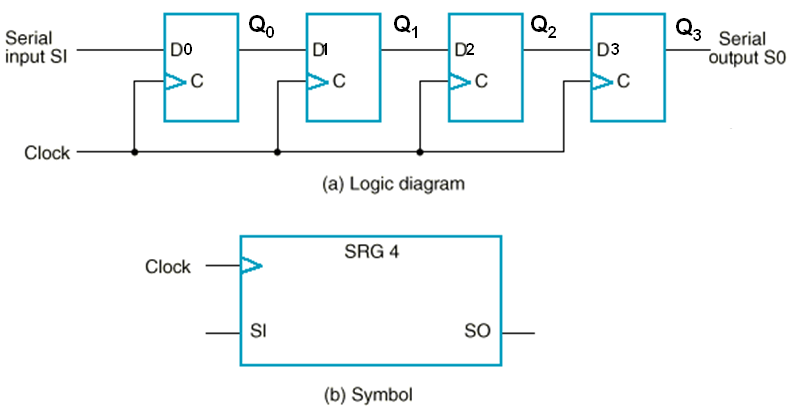 Serial
input SI
D0
C
Q0
D1
C
Q1
D2
C
Q2
D3
C
Q3
Serial
output S0
Clock
(a) Logic diagram
Clock
SRG 4
SI
SO
(b) Symbol